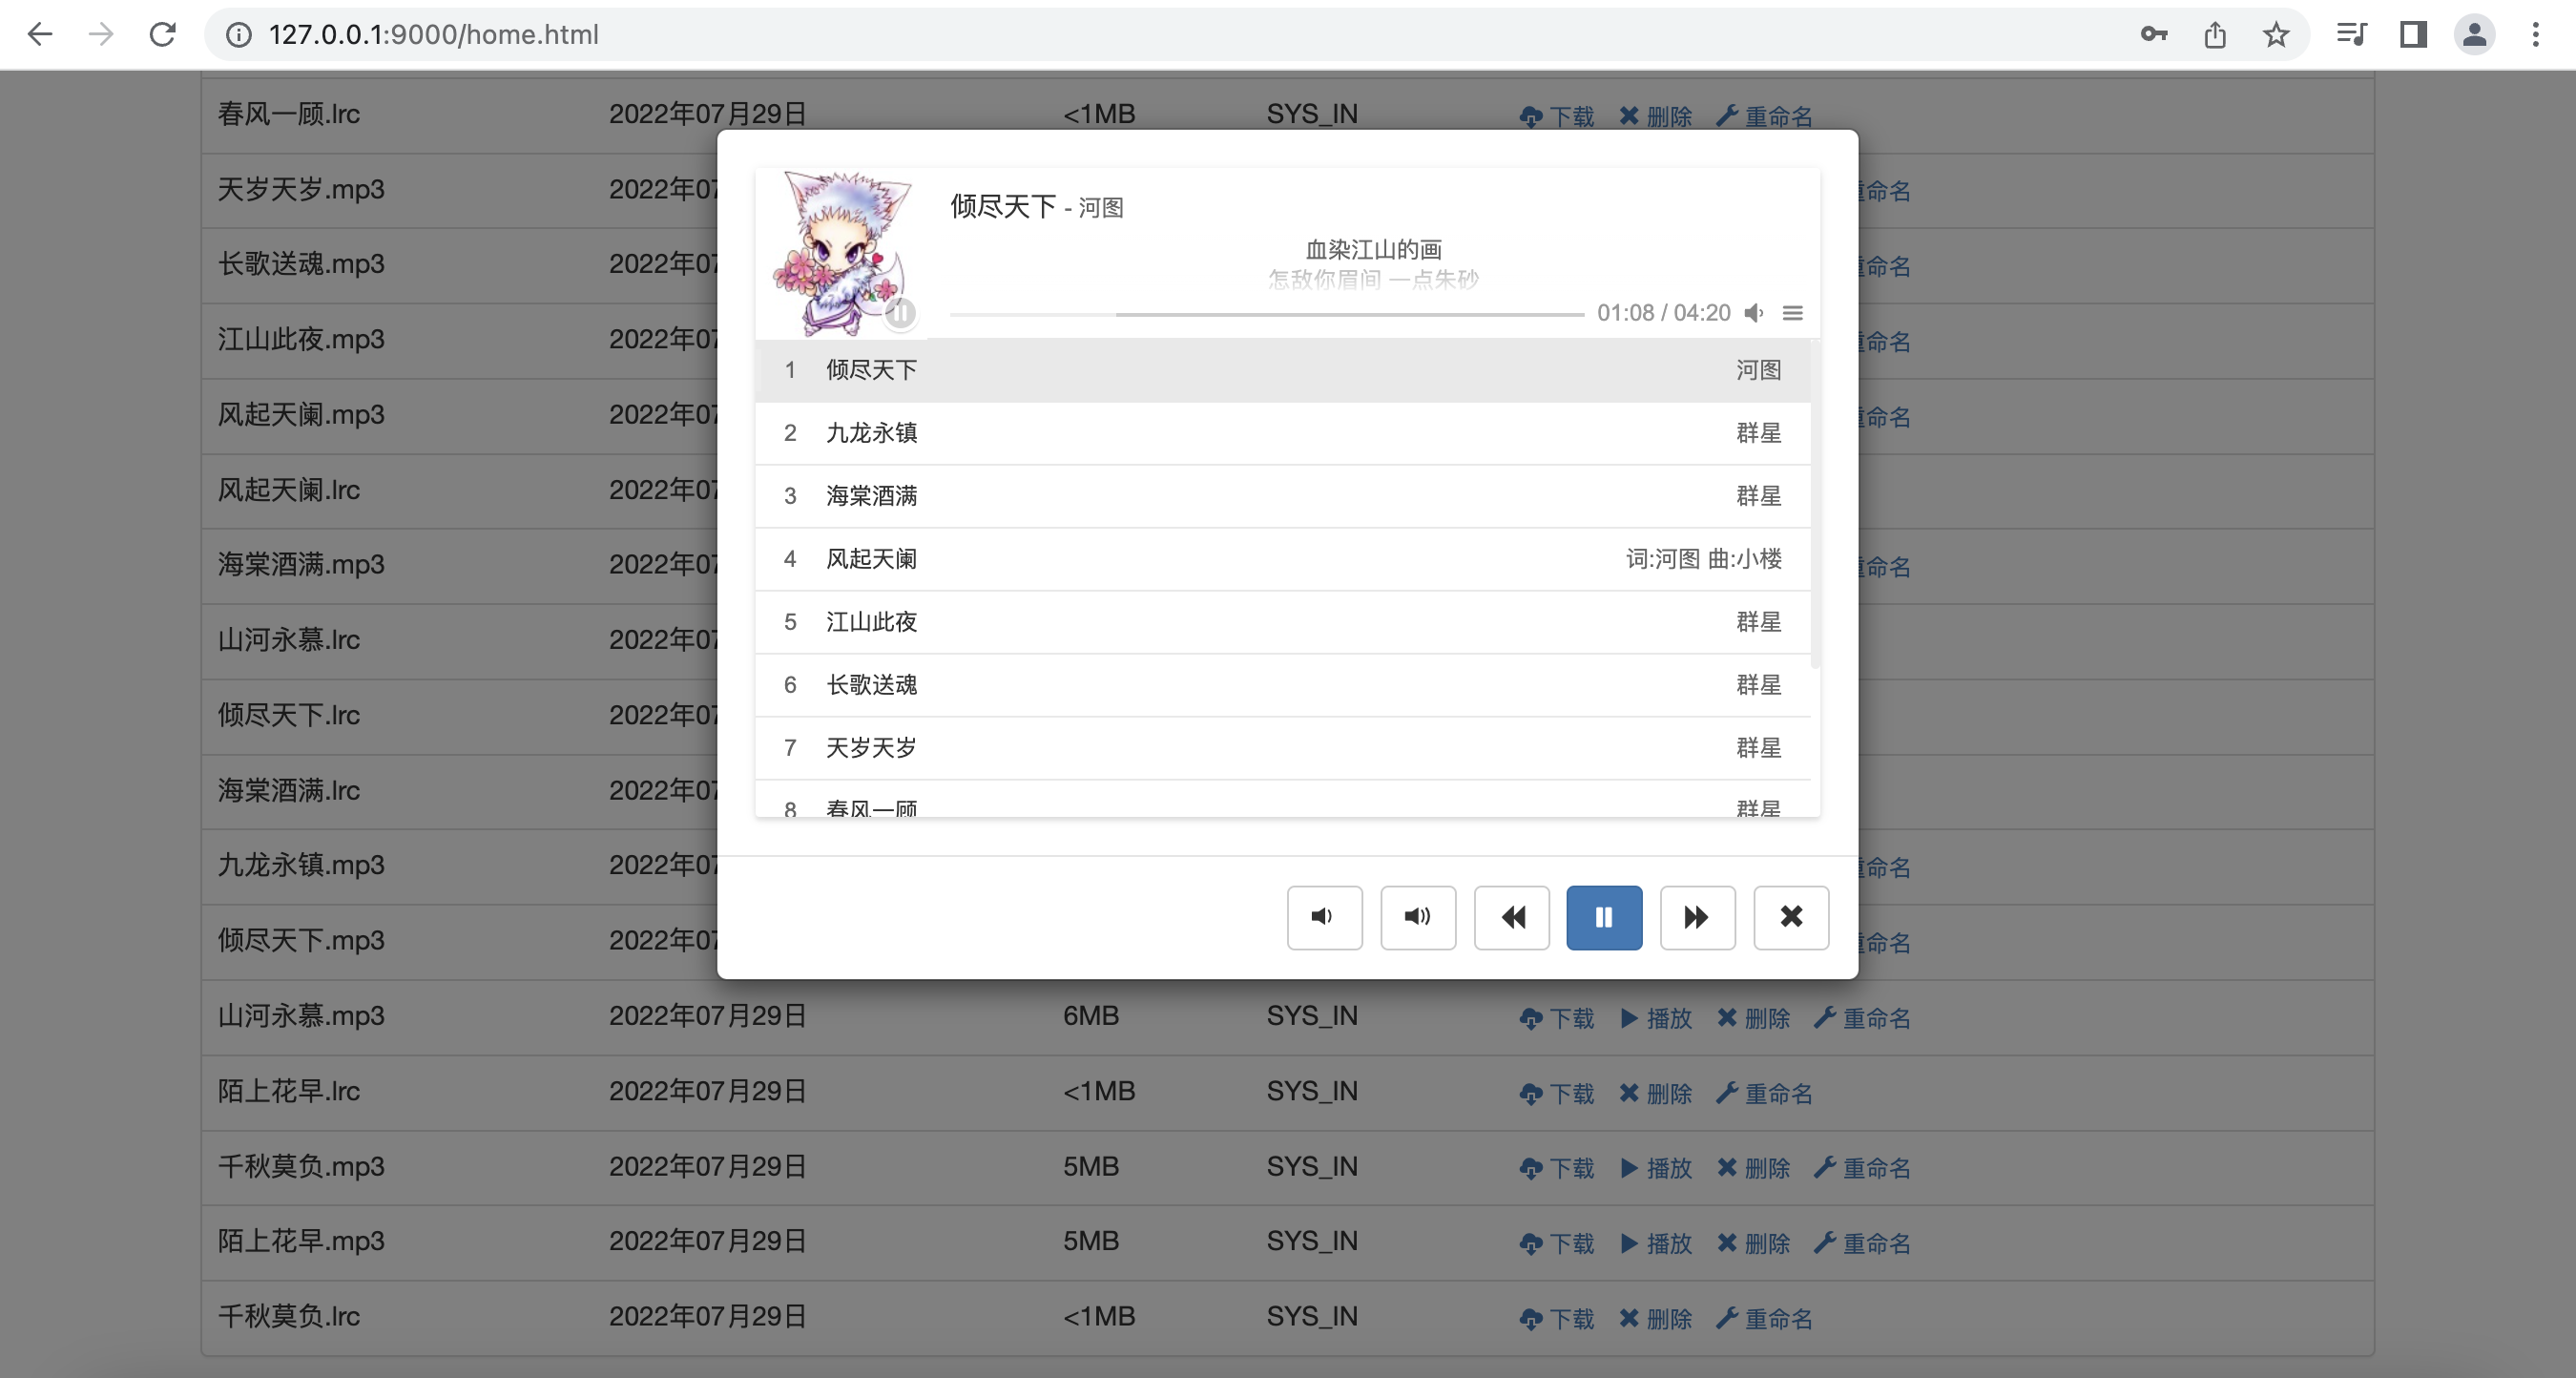 127.0.0.1:9000/home.html
春风一顾.lrc 2022年07月29日 <1MB SYS_IN 下载 删除 重命名
天岁天岁.mp3 2022年07 重命名
长歌送魂.mp3 2022年07 重命名
江山此夜.mp3 2022年07 重命名
风起天阑.mp3 2022年07 重命名
风起天阑.lrc 2022年07
海棠酒满.mp3 2022年07 重命名
山河永慕.lrc 2022年07
倾尽天下.lrc 2022年07
海棠酒满.lrc 2022年07
九龙永镇.mp3 2022年07 重命名
倾尽天下.mp3 2022年07 重命名
倾尽天下 - 河图
血染江山的画
怎敌你眉间 一点朱砂
01:08 / 04:20
1 倾尽天下 河图
2 九龙永镇 群星
3 海棠酒满 群星
4 风起天阑 词:河图 曲:小楼
5 江山此夜 群星
6 长歌送魂 群星
7 天岁天岁 群星
8 春风一顾 群星
山河永慕.mp3 2022年07月29日 6MB SYS_IN 下载 播放 删除 重命名
陌上花早.lrc 2022年07月29日 <1MB SYS_IN 下载 删除 重命名
千秋莫负.mp3 2022年07月29日 5MB SYS_IN 下载 播放 删除 重命名
陌上花早.mp3 2022年07月29日 5MB SYS_IN 下载 播放 删除 重命名
千秋莫负.lrc 2022年07月29日 <1MB SYS_IN 下载 删除 重命名